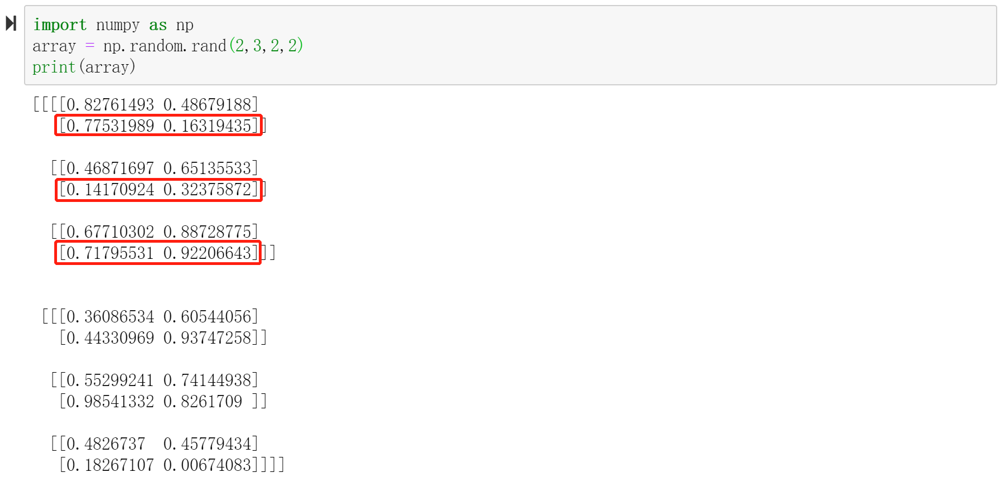 import numpy as np
array = np.random.rand(2,3,2,2)
print(array)
[[[[0.82761493 0.48679188]
[0.77531989 0.16319435]]
[[0.46871697 0.65135533]
[0.14170924 0.32375872]]
[[0.67710302 0.88728775]
[0.71795531 0.92206643]]]
[[[0.36086534 0.60544056]
[0.44330969 0.93747258]]
[[0.55299241 0.74144938]
[0.98541332 0.8261709 ]]
[[0.4826737  0.45779434]
[0.18267107 0.00674083]]]]